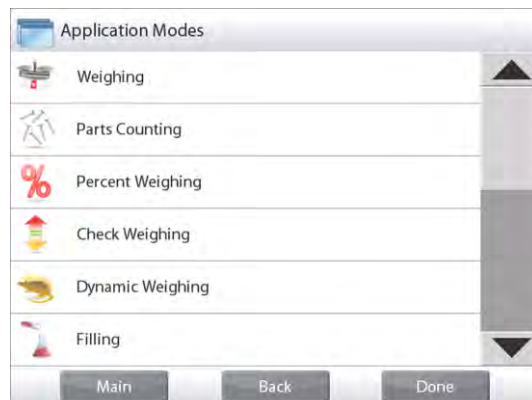 Application Modes
Weighing
Parts Counting
Percent Weighing
Check Weighing
Dynamic Weighing
Filling
Main Back Done